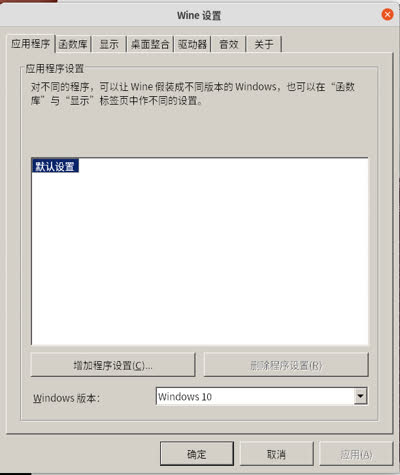 Wine 设置
应用程序 函数库 显示 桌面整合 驱动器 音效 关于
应用程序设置
对不同的程序，可以让 Wine 假装成不同版本的 Windows，也可以在“函数
库”与“显示”标签页中作不同的设置。
默认设置
增加程序设置(C)... 删除程序设置(R)
Windows 版本： Windows 10
确定 取消 应用(A)